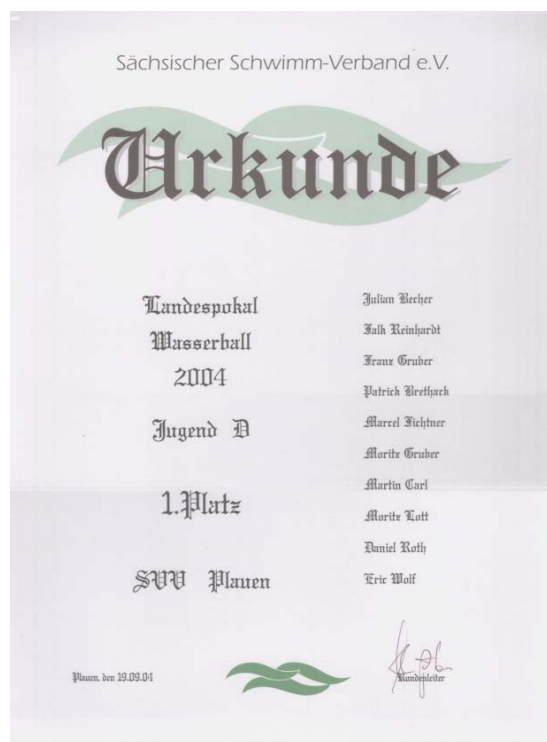 Sächsischer Schwimm-Verband e.V.
Urkunde
Landespokal
Wasserball
2004
Jugend D
1.Platz
SVV Plauen
Julian Becher
Falk Reinhardt
Franz Gruber
Patrick Brethack
Marcel Fichtner
Moritz Gruber
Martin Carl
Moritz Lott
Daniel Roth
Eric Wolf
Plauen, den 19.09.04
Rundenleiter